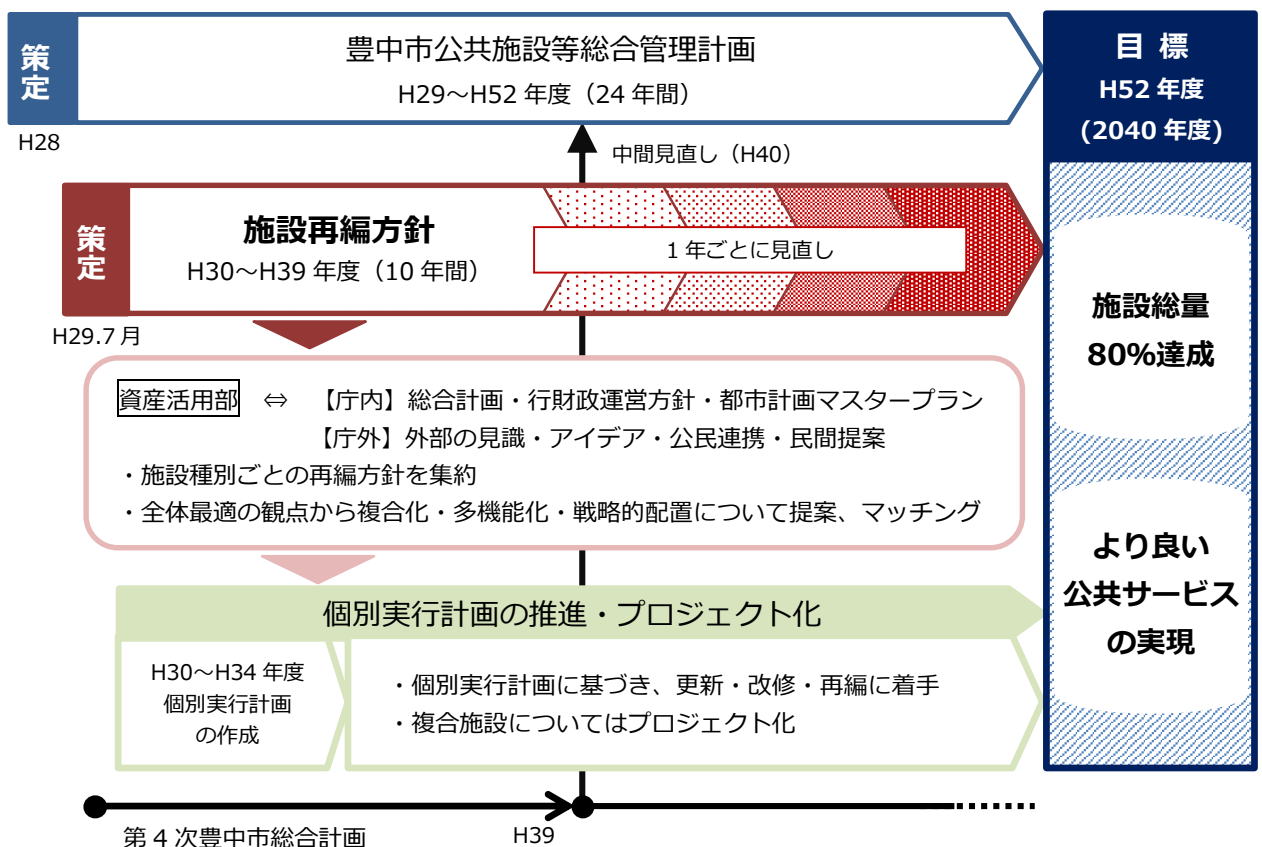 策定
豊中市公共施設等総合管理計画
H29～H52 年度（24 年間）
目 標
H52 年度
(2040 年度)
H28
中間見直し（H40）
策定
施設再編方針
H30～H39 年度（10 年間）
1 年ごとに見直し
H29.7 月
施設総量
80%達成
資産活用部 ⇔ 【庁内】総合計画・行財政運営方針・都市計画マスタープラン
【庁外】外部の見識・アイデア・公民連携・民間提案
・施設種別ごとの再編方針を集約
・全体最適の観点から複合化・多機能化・戦略的配置について提案、マッチング
より良い
公共サービス
の実現
個別実行計画の推進・プロジェクト化
H30～H34 年度
個別実行計画
の作成
・個別実行計画に基づき、更新・改修・再編に着手
・複合施設についてはプロジェクト化
第 4 次豊中市総合計画
H39